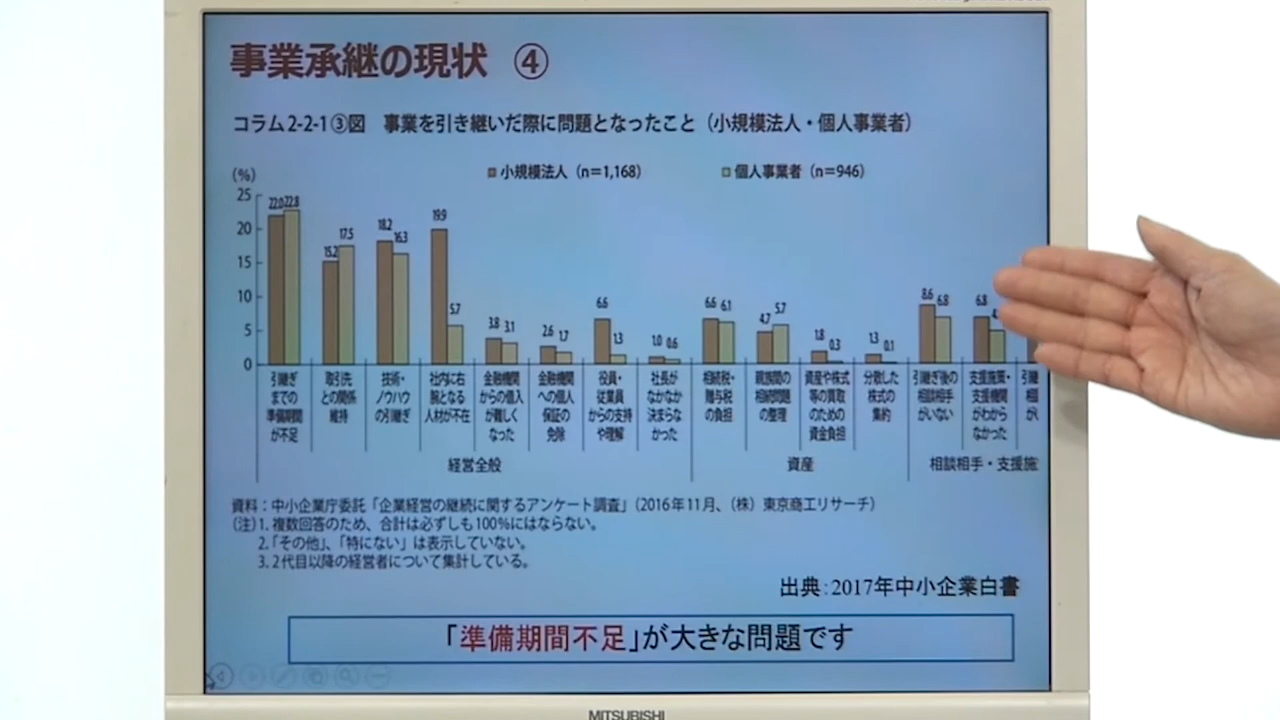 事業承継の現状 ④
コラム2-2-1③図 事業を引き継いだ際に問題となったこと（小規模法人・個人事業者）
(%)
小規模法人（n=1,168）
個人事業者（n=946）
25
20
15
10
5
0
22.0 22.8
15.2 17.5
18.2 16.3
19.9 5.7
3.8 3.1
2.6 1.7
6.6 1.3
1.0 0.6
6.6 6.1
4.7 5.7
1.8 0.3
1.3 0.1
8.6 6.8
6.8
引継ぎ
までの
準備期間
が不足
取引先
との関係
維持
技術・
ノウハウ
の引継ぎ
社内に右
腕となる
人材が不在
金融機関
からの借入
が難しく
なった
金融機関
への個人
保証の
免除
役員・
従業員
からの支持
や理解
社長が
なかなか
決まらな
かった
相続税・
贈与税
の負担
親族間の
相続問題
の整理
資産や株式
等の買取
のための
資金負担
分散した
株式の
集約
引継ぎ後の
相談相手
がいない
支援施策・
支援機関
がわから
なかった
経営全般
資産
相談相手・支援施
資料：中小企業庁委託「企業経営の継続に関するアンケート調査」（2016年11月、（株）東京商工リサーチ）
（注）1. 複数回答のため、合計は必ずしも100％にはならない。
2.「その他」、「特にない」は表示していない。
3. 2代目以降の経営者について集計している。
出典：2017年中小企業白書
「準備期間不足」が大きな問題です
MITSUBISHI